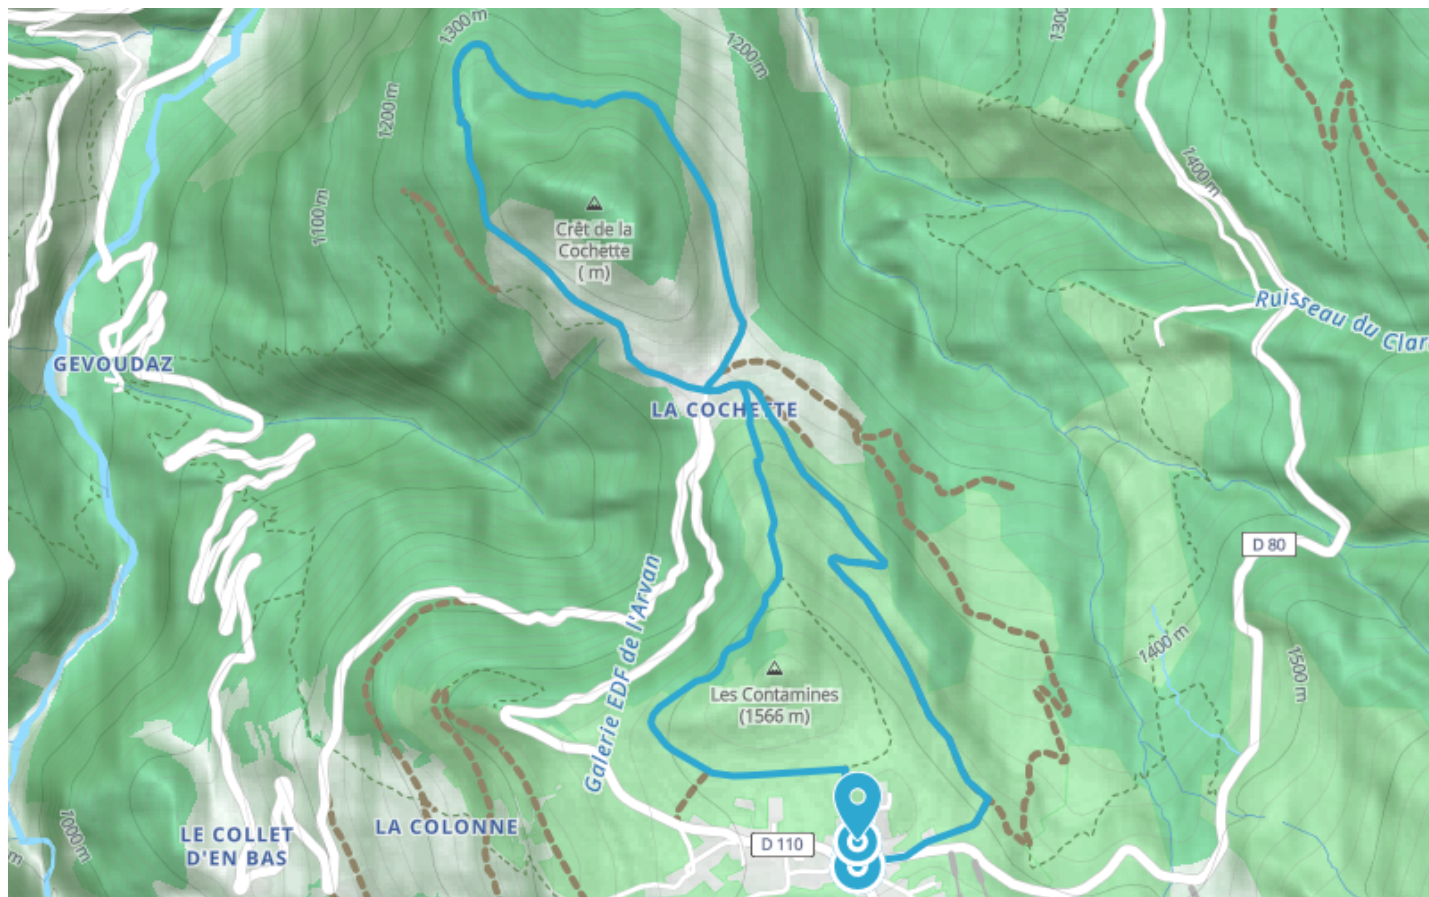 1300 m
1200 m
1300
1200 m
1100 m
1400 m
Crêt de la
Cochette
( m)
Ruisseau du Clar
GEVOUDAZ
LA COCHETTE
D 80
Galerie EDF de l'Arvan
1400 m
1500 m
Les Contamines
(1566 m)
1000 m
m
LE COLLET
D'EN BAS
LA COLONNE
D 110